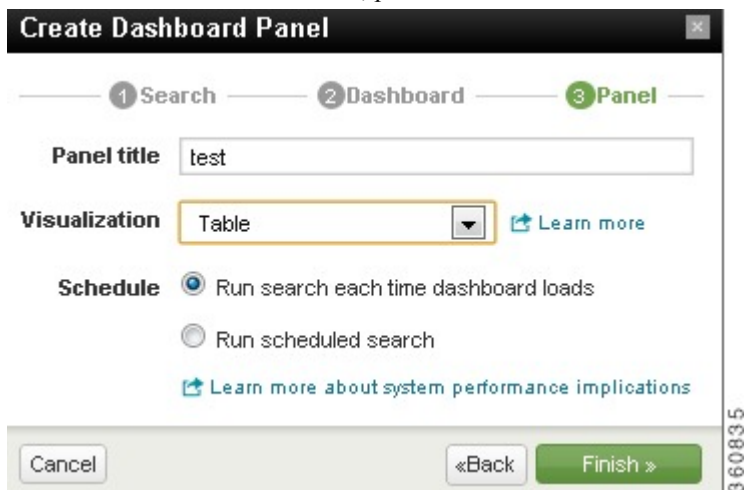 Create Dashboard Panel
1 Search 2 Dashboard 3 Panel
Panel title test
Visualization Table Learn more
Schedule Run search each time dashboard loads
Run scheduled search
Learn more about system performance implications
Cancel «Back Finish »
360835